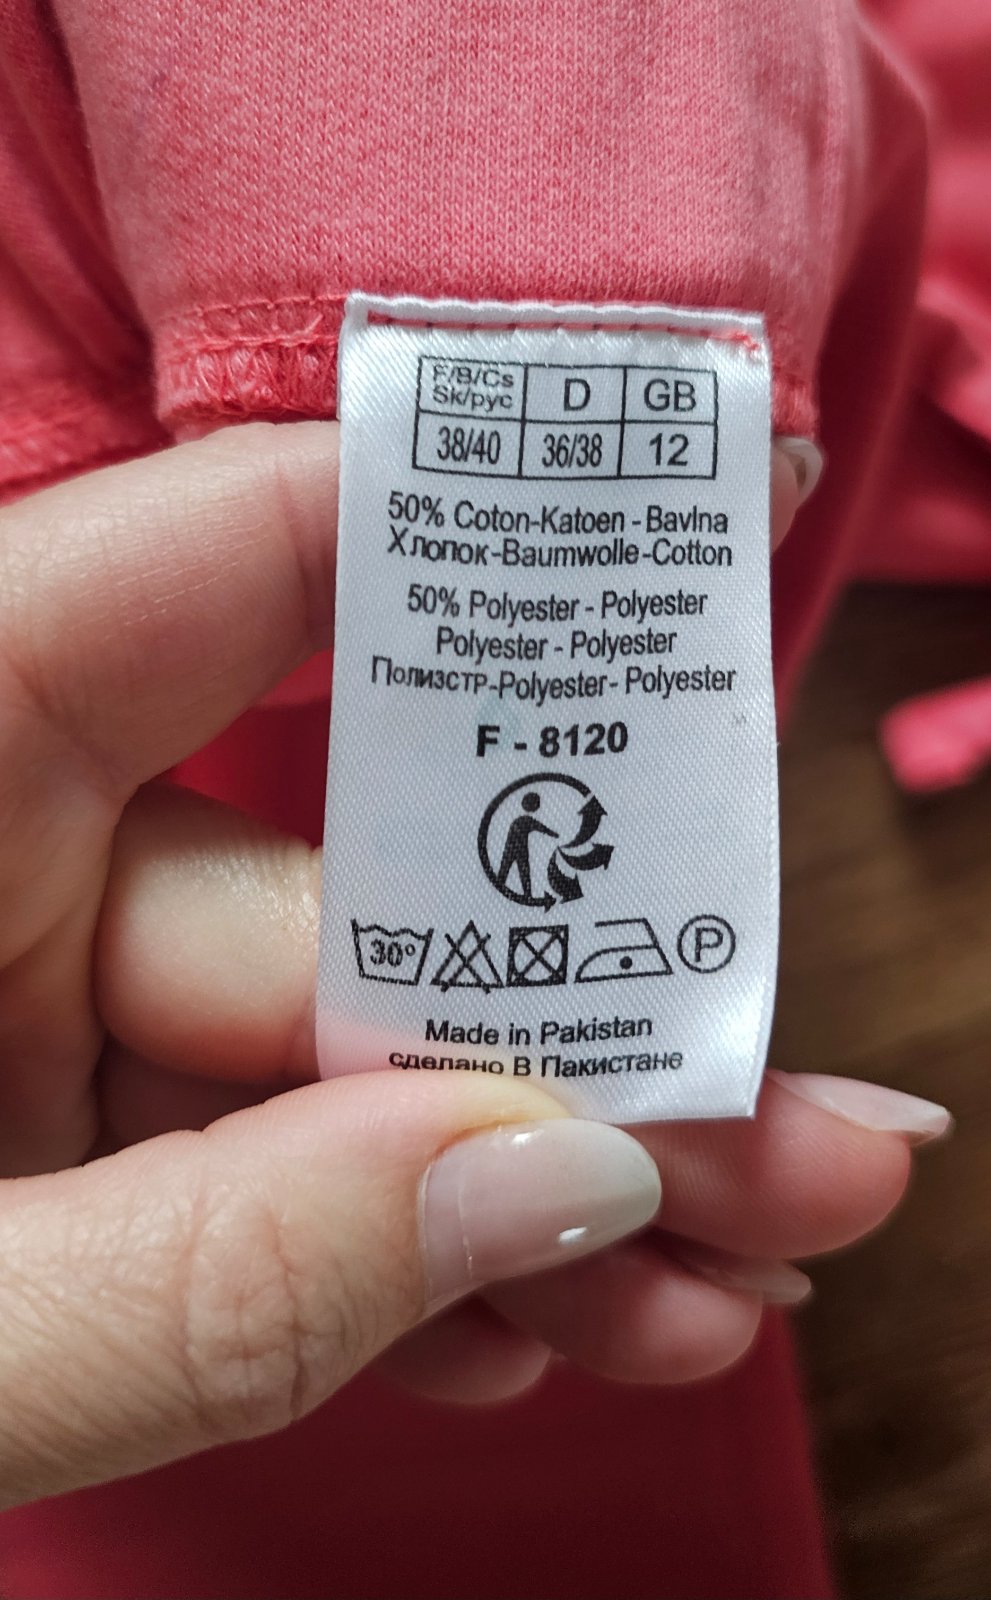 F/B/Cs D GB
Sk/рус
38/40 36/38 12
50% Coton-Katoen - Bavlna
Хлопок-Baumwolle-Cotton
50% Polyester - Polyester
Polyester - Polyester
Полиэстр-Polyester- Polyester
F - 8120
30° P
Made in Pakistan
сделано В Пакистане